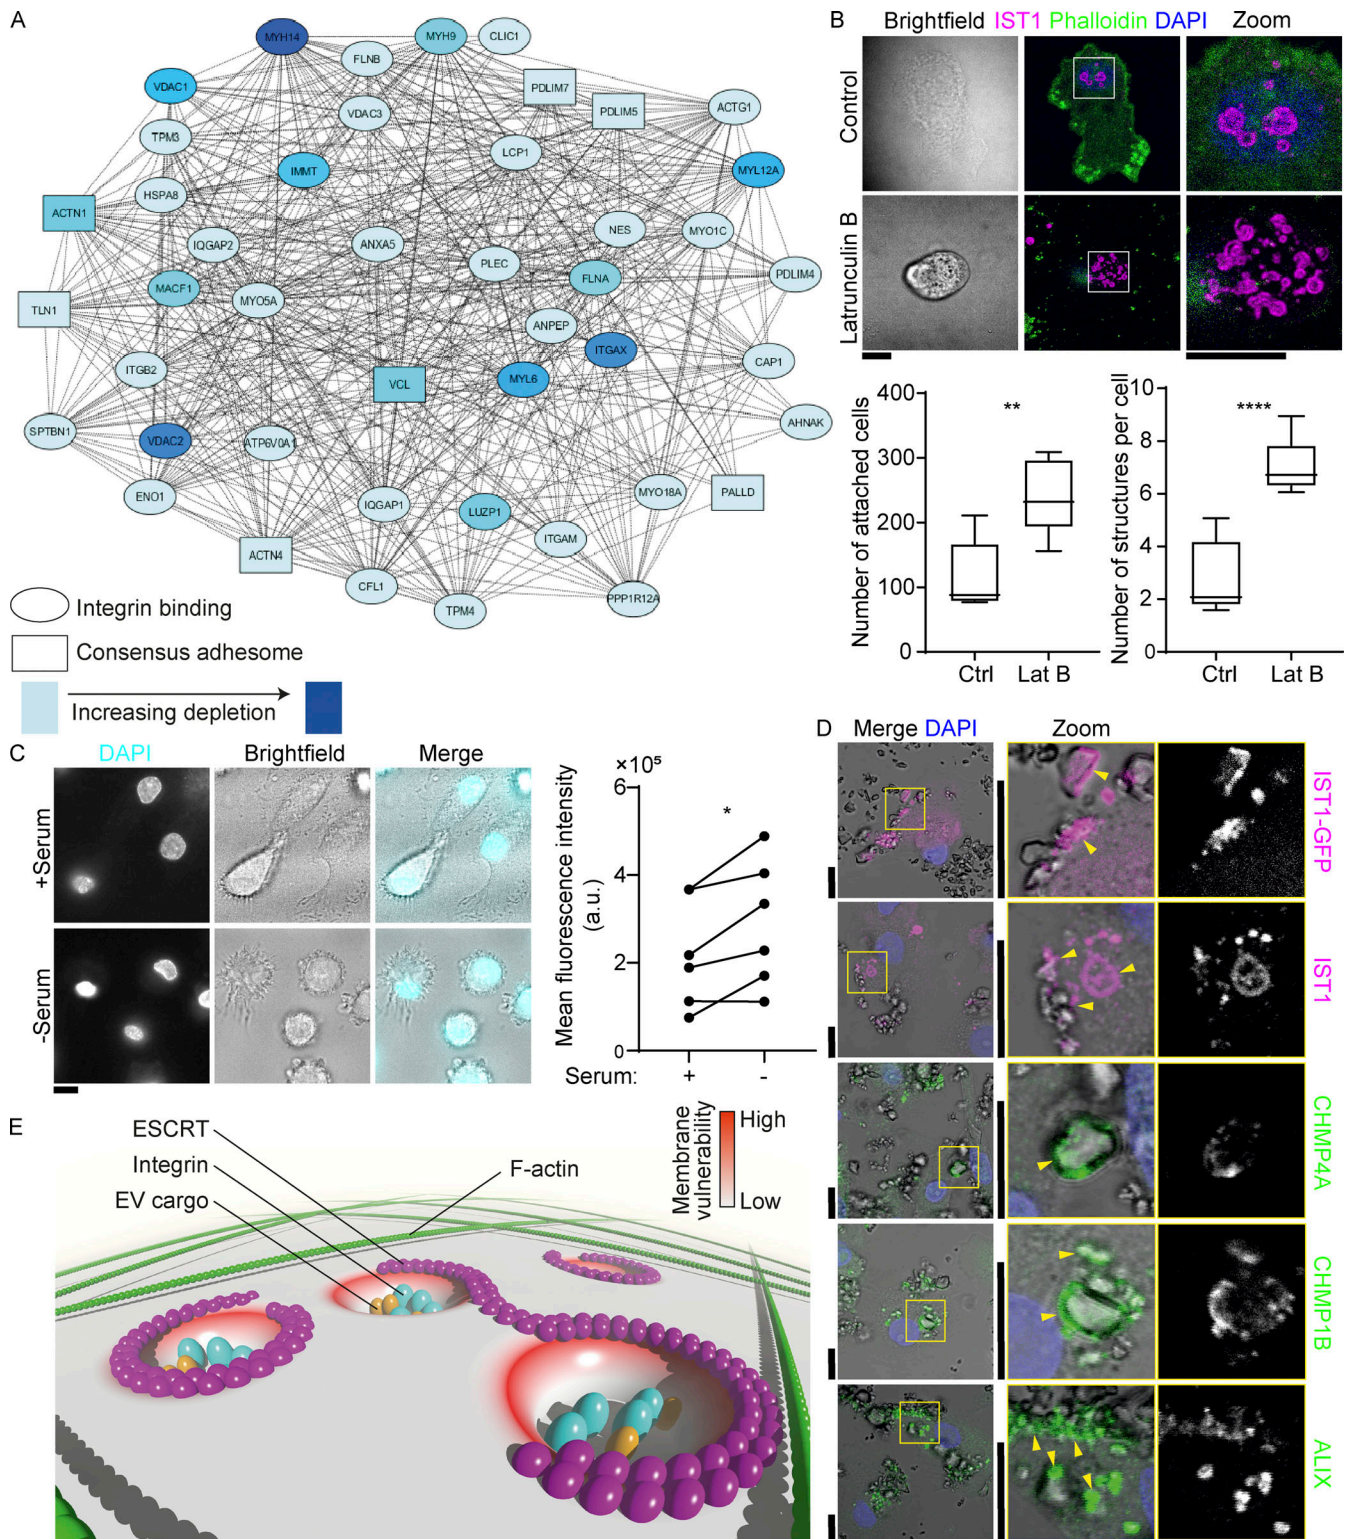 A
MYH14
MYH9
CLIC1
FLNB
VDAC1
PDLIM7
PDLIM5
ACTG1
VDAC3
TPM3
LCP1
IMMT
MYL12A
HSPA8
ACTN1
NES
MYO1C
IQGAP2
ANXA5
PLEC
PDLIM4
FLNA
MACF1
MYO5A
TLN1
ANPEP
ITGAX
CAP1
ITGB2
VCL
MYL6
AHNAK
SPTBN1
VDAC2
ATP6V0A1
ENO1
MYO18A
PALLD
IQGAP1
LUZP1
ITGAM
ACTN4
CFL1
PPP1R12A
TPM4
Integrin binding
Consensus adhesome
Increasing depletion
B
Brightfield IST1 Phalloidin DAPI Zoom
Control
Latrunculin B
Number of attached cells
400
300
200
100
0
**
Ctrl Lat B
Number of structures per cell
10
8
6
4
2
0
****
Ctrl Lat B
C
DAPI Brightfield Merge
+Serum
-Serum
Mean fluorescence intensity
(a.u.)
×10⁵
6
4
2
0
*
Serum: + -
D
Merge DAPI Zoom
IST1-GFP
IST1
CHMP4A
CHMP1B
ALIX
E
ESCRT
Integrin
EV cargo
F-actin
Membrane
vulnerability
High
Low